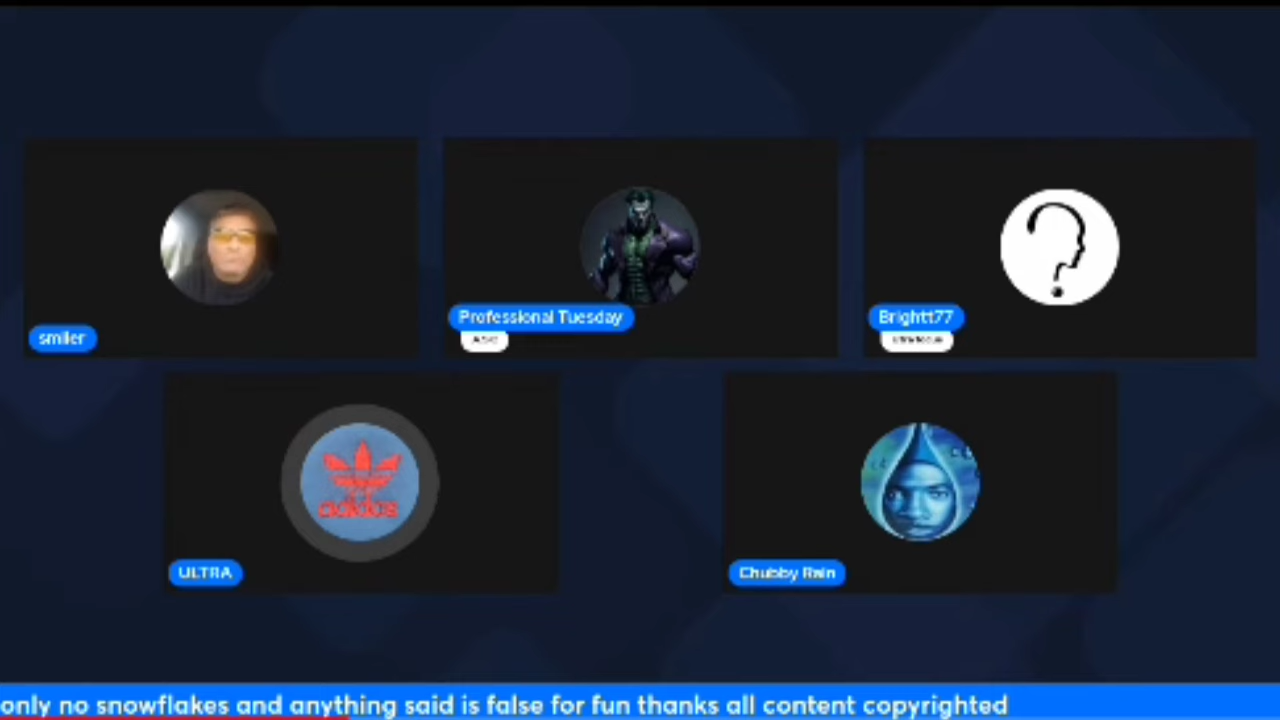 smiler
Professional Tuesday
Brightt77
ULTRA
adidas
Chubby Rain
only no snowflakes and anything said is false for fun thanks all content copyrighted